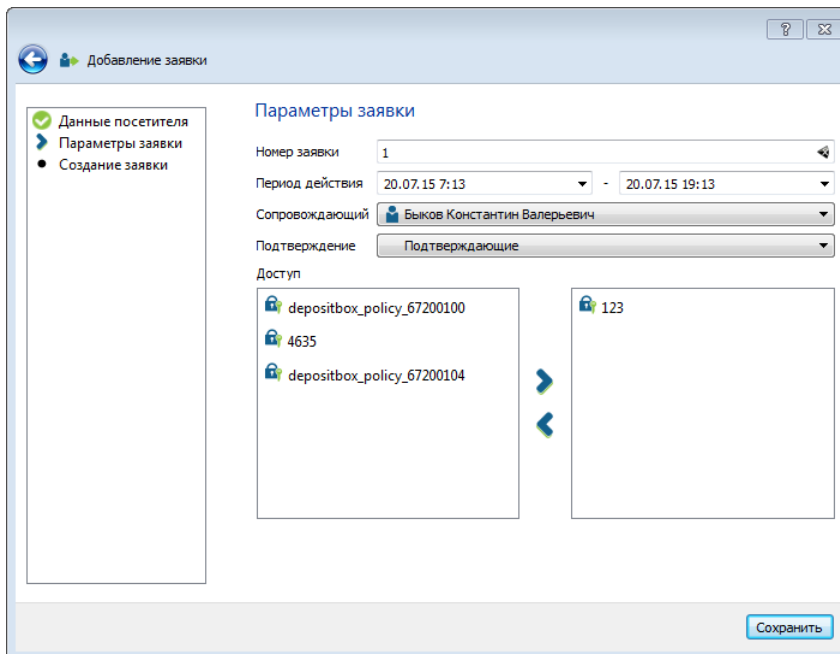 Добавление заявки
Данные посетителя
Параметры заявки
Создание заявки
Параметры заявки
Номер заявки 1
Период действия 20.07.15 7:13 - 20.07.15 19:13
Сопровождающий Быков Константин Валерьевич
Подтверждение Подтверждающие
Доступ
depositbox_policy_67200100
4635
depositbox_policy_67200104
123
Сохранить